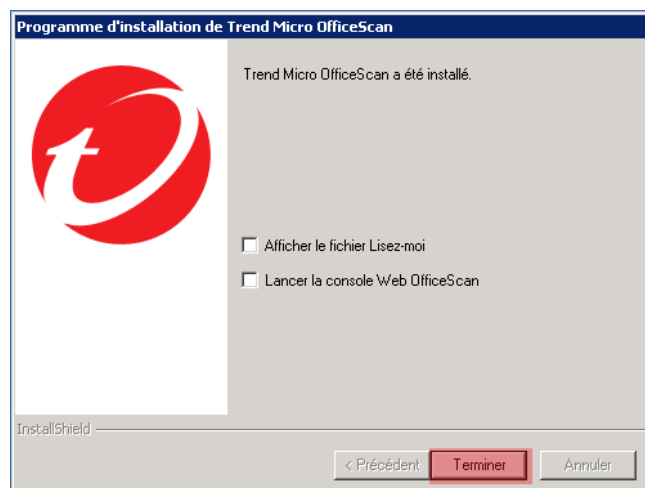 Programme d'installation de Trend Micro OfficeScan
Trend Micro OfficeScan a été installé.
Afficher le fichier Lisez-moi
Lancer la console Web OfficeScan
InstallShield
< Précédent Terminer Annuler